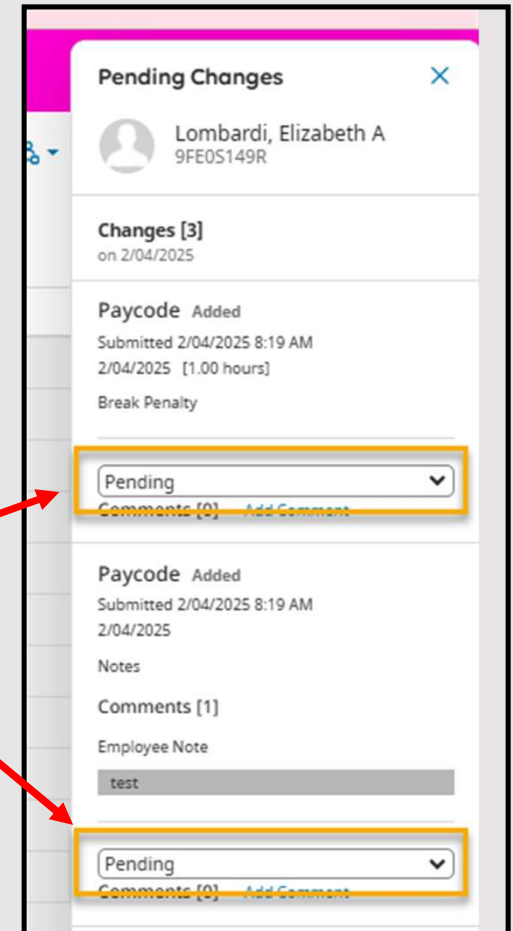 Pending Changes
Lombardi, Elizabeth A
9FE0S149R
Changes [3]
on 2/04/2025
Paycode Added
Submitted 2/04/2025 8:19 AM
2/04/2025 [1.00 hours]
Break Penalty
Pending
Comments [0] Add Comment
Paycode Added
Submitted 2/04/2025 8:19 AM
2/04/2025
Notes
Comments [1]
Employee Note
test
Pending
Comments [0] Add Comment